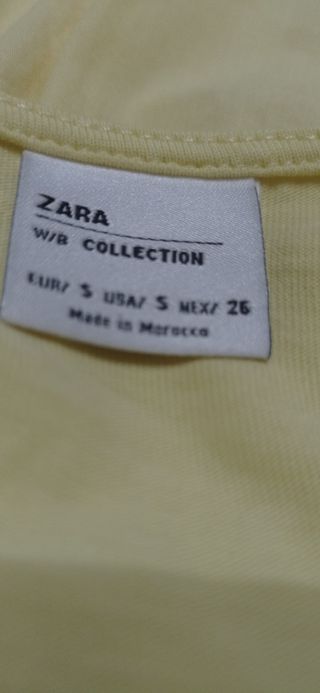 ZARA
W/B COLLECTION
EUR/ S USA/ S MEX/ 26
Made in Morocco